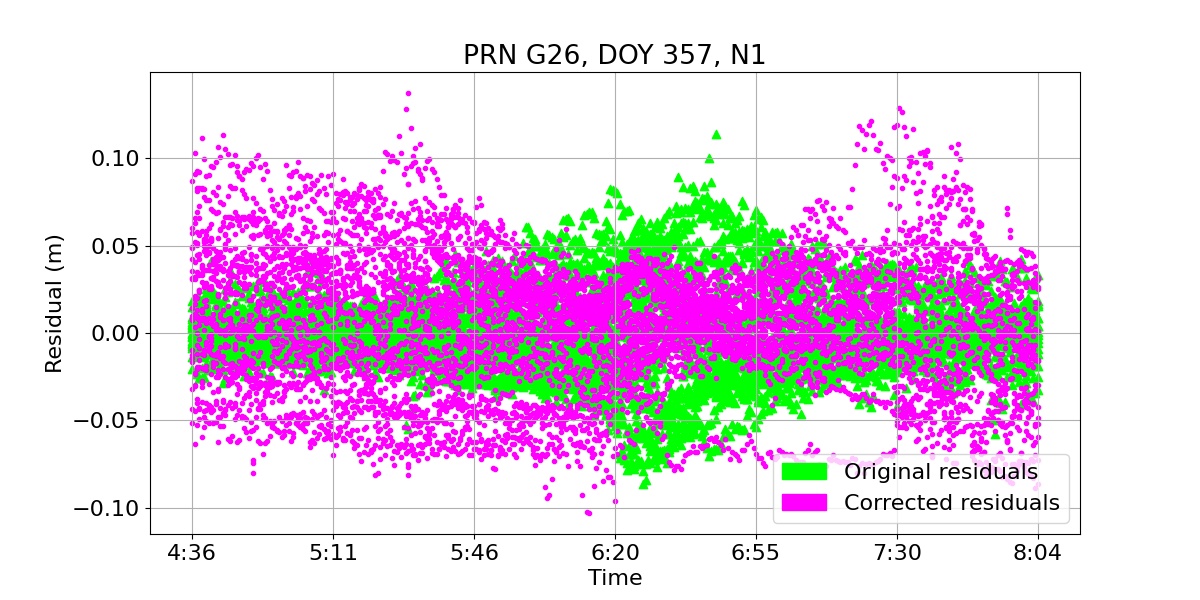 PRN G26, DOY 357, N1
Residual (m)
0.10
0.05
0.00
−0.05
−0.10
Original residuals
Corrected residuals
4:36 5:11 5:46 6:20 6:55 7:30 8:04
Time